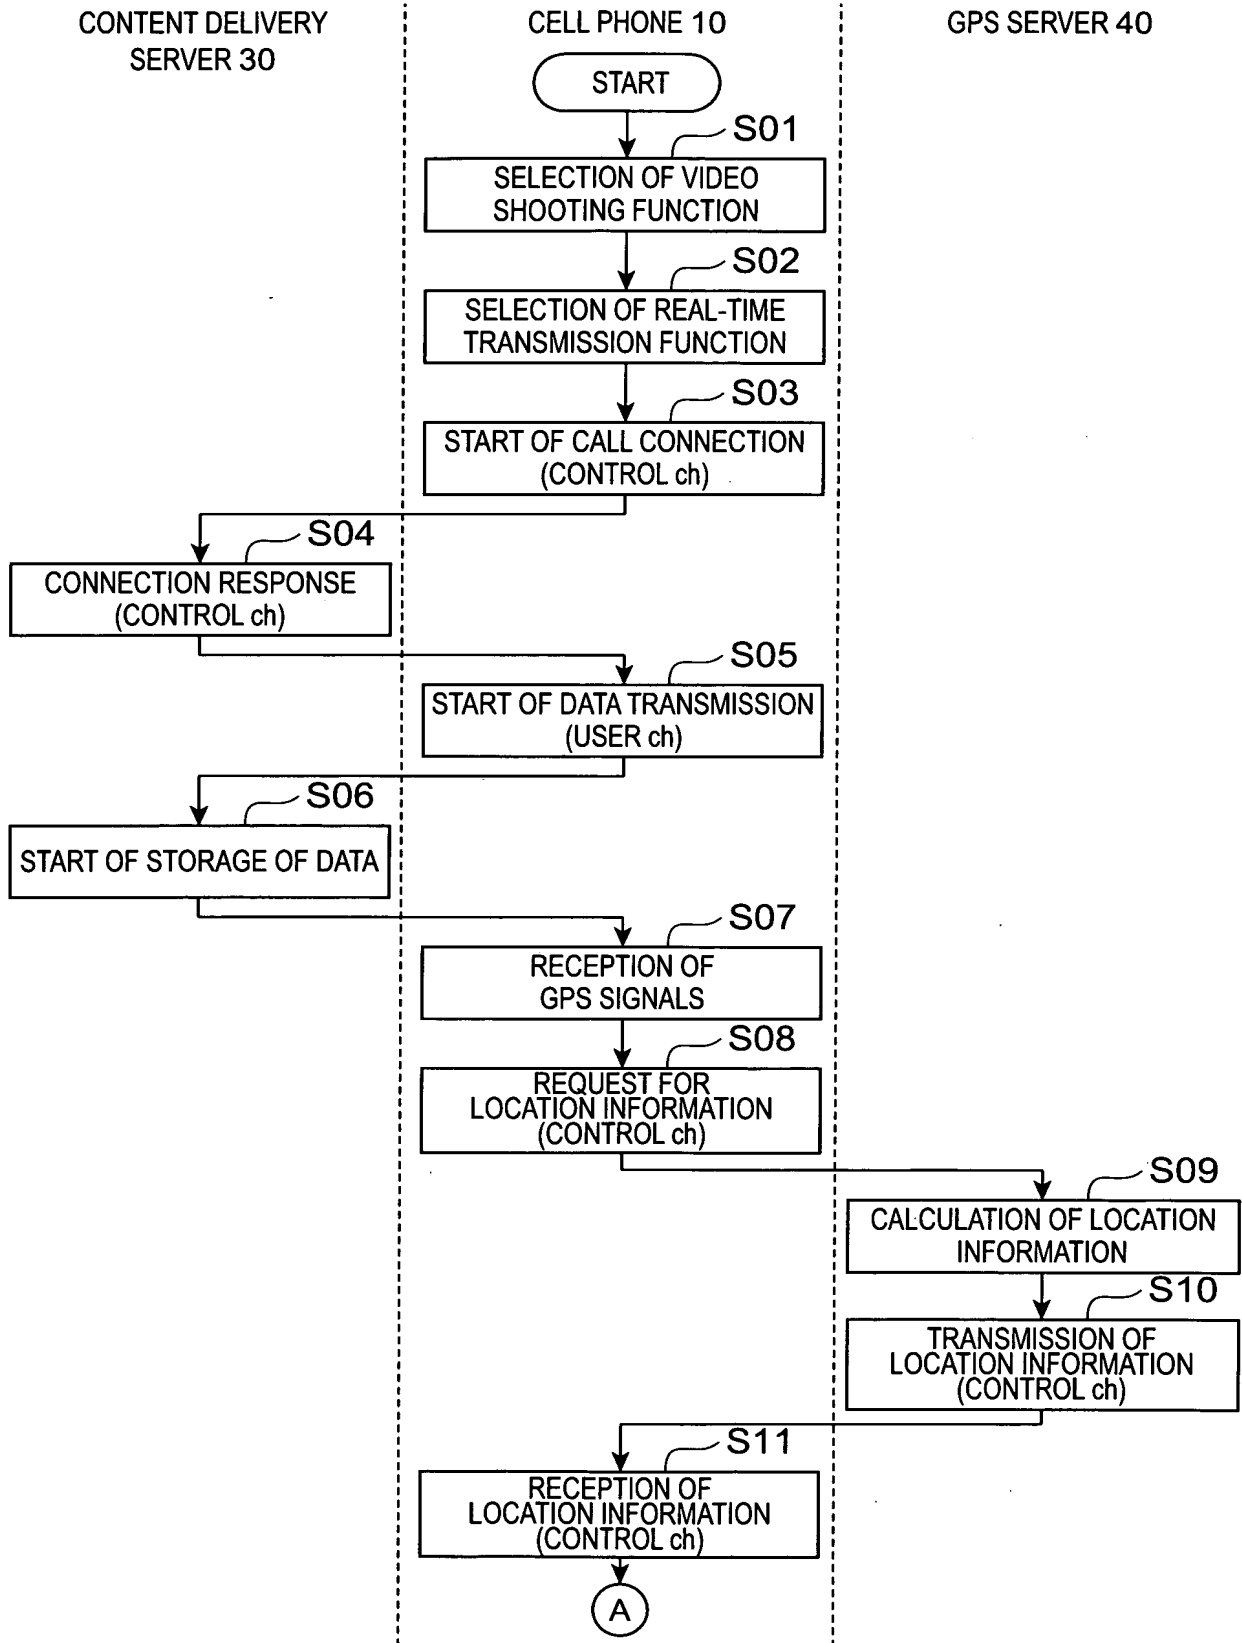 CONTENT DELIVERY
SERVER 30
CELL PHONE 10
GPS SERVER 40
START
S01
SELECTION OF VIDEO
SHOOTING FUNCTION
S02
SELECTION OF REAL-TIME
TRANSMISSION FUNCTION
S03
START OF CALL CONNECTION
(CONTROL ch)
S04
CONNECTION RESPONSE
(CONTROL ch)
S05
START OF DATA TRANSMISSION
(USER ch)
S06
START OF STORAGE OF DATA
S07
RECEPTION OF
GPS SIGNALS
S08
REQUEST FOR
LOCATION INFORMATION
(CONTROL ch)
S09
CALCULATION OF LOCATION
INFORMATION
S10
TRANSMISSION OF
LOCATION INFORMATION
(CONTROL ch)
S11
RECEPTION OF
LOCATION INFORMATION
(CONTROL ch)
A